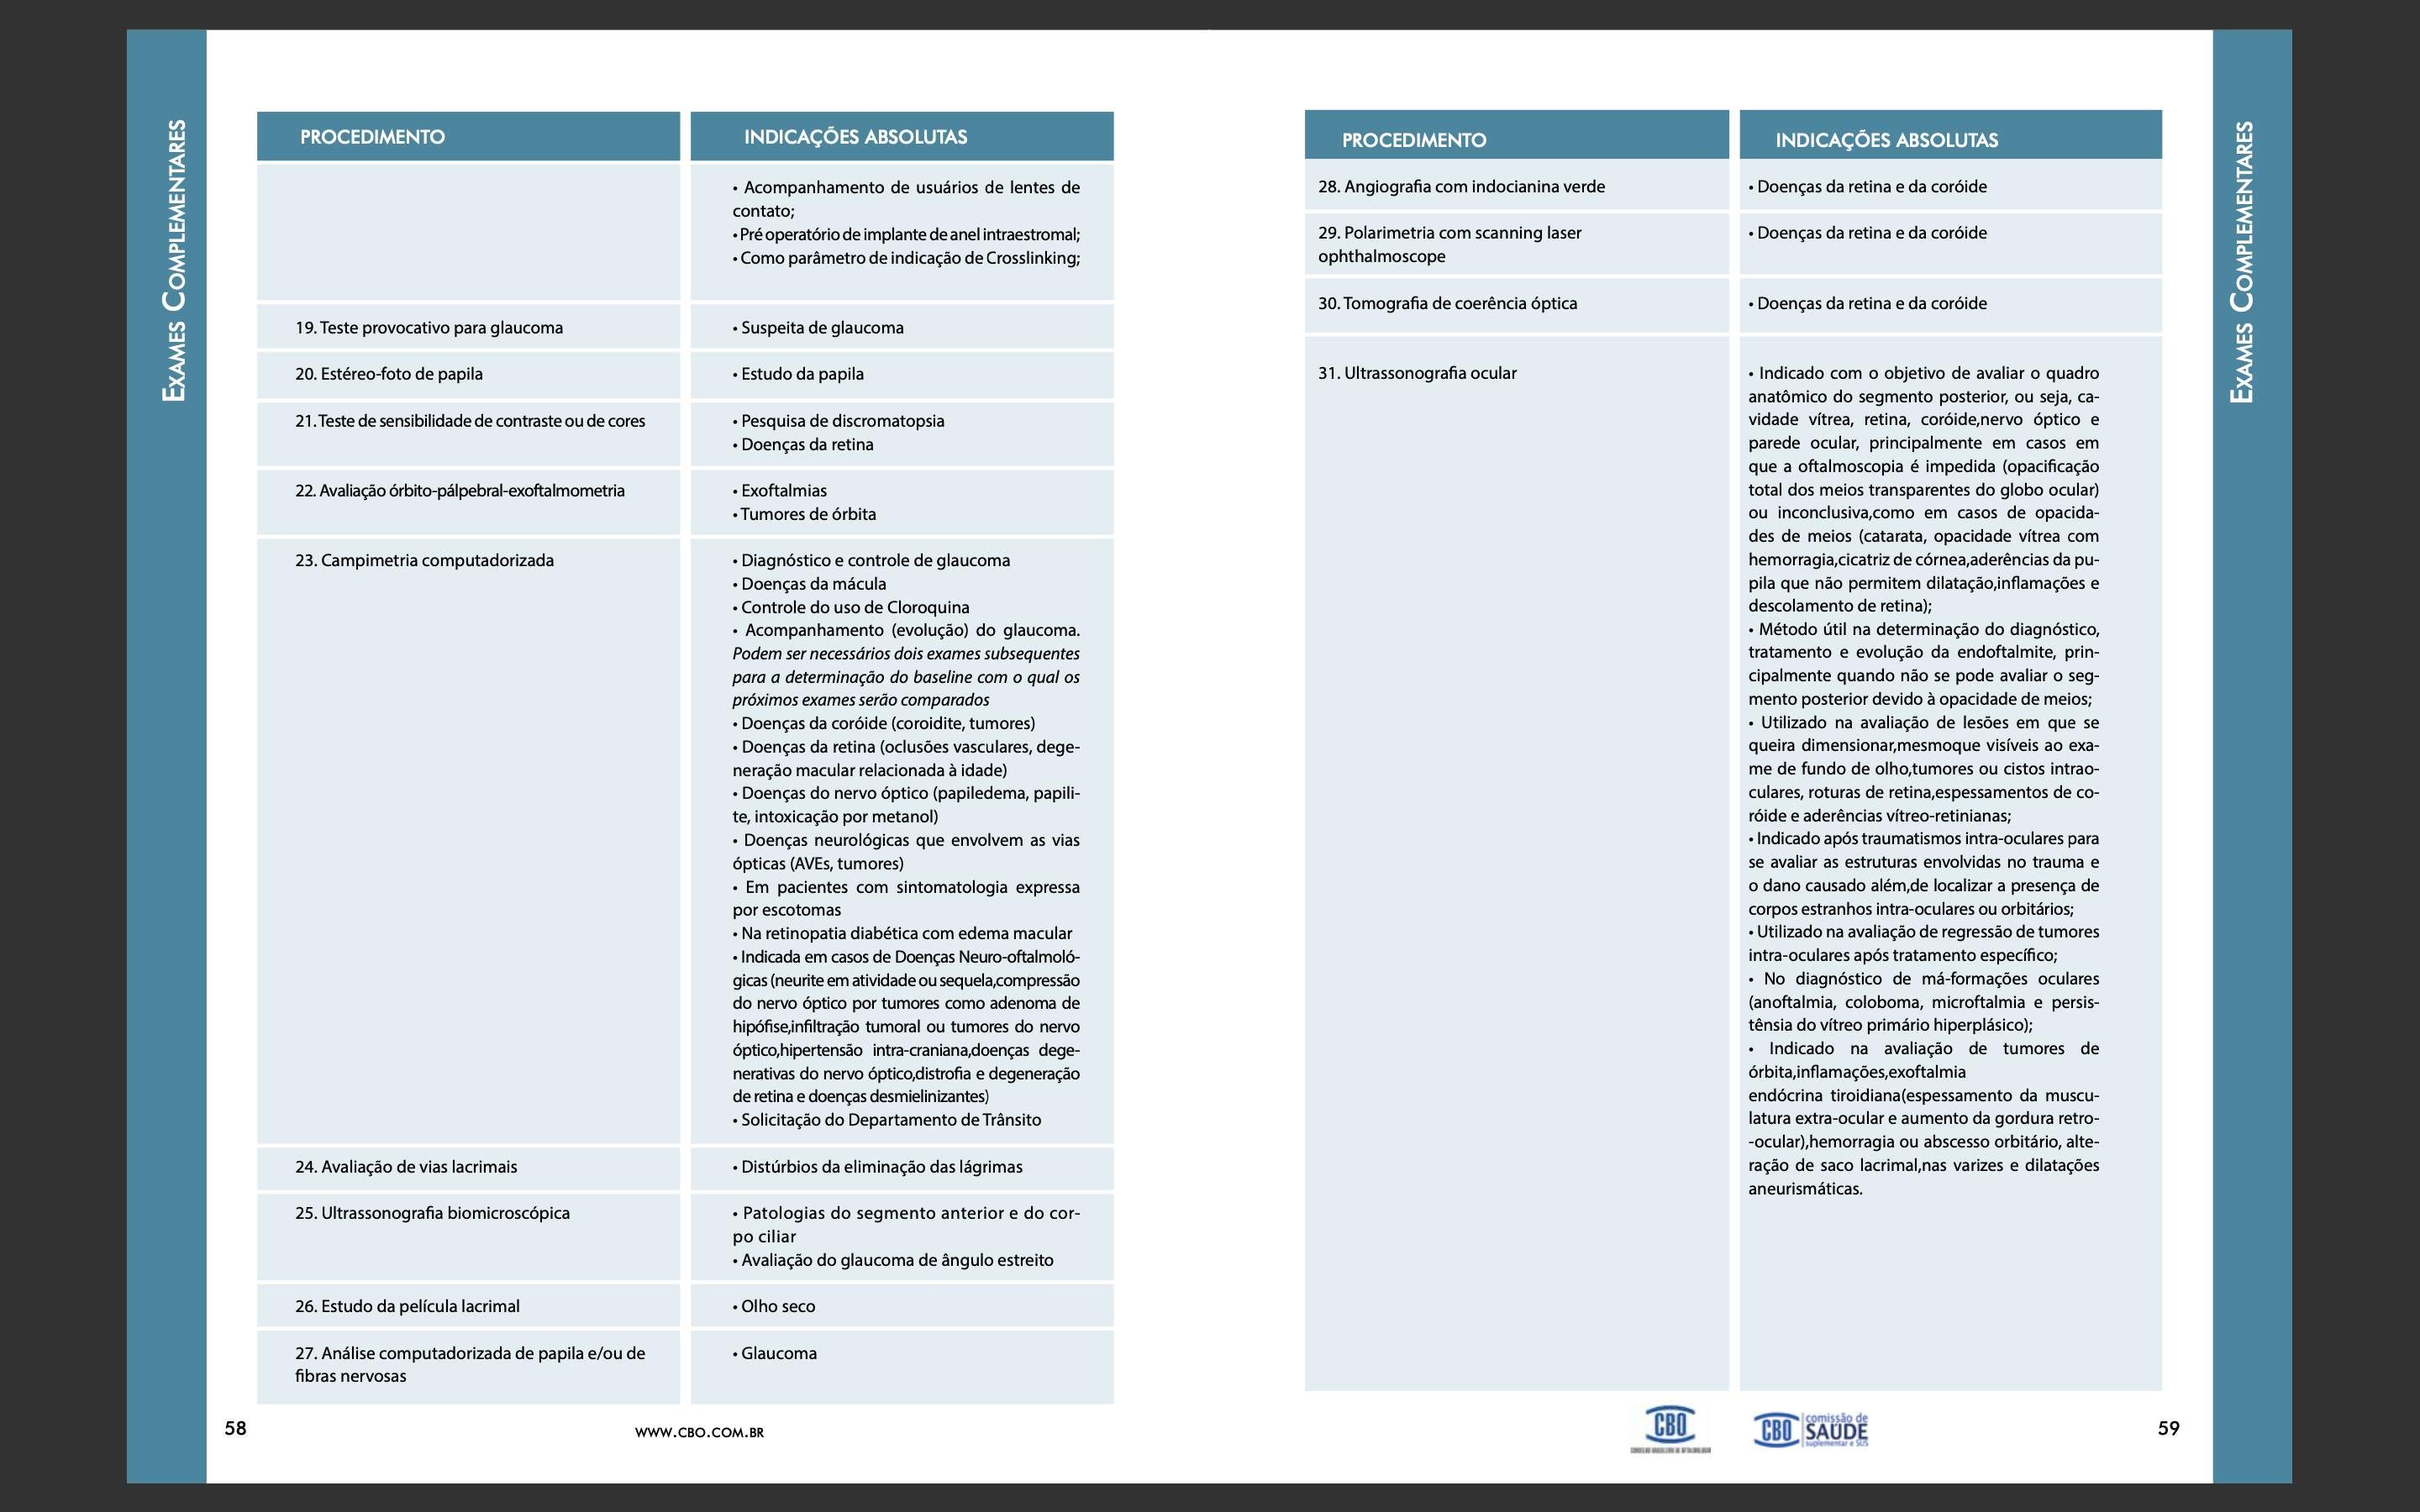 EXAMES COMPLEMENTARES
PROCEDIMENTO
INDICAÇÕES ABSOLUTAS
• Acompanhamento de usuários de lentes de
contato;
• Pré operatório de implante de anel intraestromal;
• Como parâmetro de indicação de Crosslinking;
19. Teste provocativo para glaucoma
• Suspeita de glaucoma
20. Estéreo-foto de papila
• Estudo da papila
21. Teste de sensibilidade de contraste ou de cores
• Pesquisa de discromatopsia
• Doenças da retina
22. Avaliação órbito-pálpebral-exoftalmometria
• Exoftalmias
• Tumores de órbita
23. Campimetria computadorizada
• Diagnóstico e controle de glaucoma
• Doenças da mácula
• Controle do uso de Cloroquina
• Acompanhamento (evolução) do glaucoma.
Podem ser necessários dois exames subsequentes
para a determinação do baseline com o qual os
próximos exames serão comparados
• Doenças da coróide (coroidite, tumores)
• Doenças da retina (oclusões vasculares, dege-
neração macular relacionada à idade)
• Doenças do nervo óptico (papiledema, papili-
te, intoxicação por metanol)
• Doenças neurológicas que envolvem as vias
ópticas (AVEs, tumores)
• Em pacientes com sintomatologia expressa
por escotomas
• Na retinopatia diabética com edema macular
• Indicada em casos de Doenças Neuro-oftalmoló-
gicas (neurite em atividade ou sequela,compressão
do nervo óptico por tumores como adenoma de
hipófise,infiltração tumoral ou tumores do nervo
óptico,hipertensão intra-craniana,doenças dege-
nerativas do nervo óptico,distrofia e degeneração
de retina e doenças desmielinizantes)
• Solicitação do Departamento de Trânsito
24. Avaliação de vias lacrimais
• Distúrbios da eliminação das lágrimas
25. Ultrassonografia biomicroscópica
• Patologias do segmento anterior e do cor-
po ciliar
• Avaliação do glaucoma de ângulo estreito
26. Estudo da película lacrimal
• Olho seco
27. Análise computadorizada de papila e/ou de
fibras nervosas
• Glaucoma
58
WWW.CBO.COM.BR
PROCEDIMENTO
INDICAÇÕES ABSOLUTAS
28. Angiografia com indocianina verde
• Doenças da retina e da coróide
29. Polarimetria com scanning laser
ophthalmoscope
• Doenças da retina e da coróide
30. Tomografia de coerência óptica
• Doenças da retina e da coróide
31. Ultrassonografia ocular
• Indicado com o objetivo de avaliar o quadro
anatômico do segmento posterior, ou seja, ca-
vidade vítrea, retina, coróide,nervo óptico e
parede ocular, principalmente em casos em
que a oftalmoscopia é impedida (opacificação
total dos meios transparentes do globo ocular)
ou inconclusiva,como em casos de opacida-
des de meios (catarata, opacidade vítrea com
hemorragia,cicatriz de córnea,aderências da pu-
pila que não permitem dilatação,inflamações e
descolamento de retina);
• Método útil na determinação do diagnóstico,
tratamento e evolução da endoftalmite, prin-
cipalmente quando não se pode avaliar o seg-
mento posterior devido à opacidade de meios;
• Utilizado na avaliação de lesões em que se
queira dimensionar,mesmoque visíveis ao exa-
me de fundo de olho,tumores ou cistos intrao-
culares, roturas de retina,espessamentos de co-
róide e aderências vítreo-retinianas;
• Indicado após traumatismos intra-oculares para
se avaliar as estruturas envolvidas no trauma e
o dano causado além,de localizar a presença de
corpos estranhos intra-oculares ou orbitários;
• Utilizado na avaliação de regressão de tumores
intra-oculares após tratamento específico;
• No diagnóstico de má-formações oculares
(anoftalmia, coloboma, microftalmia e persis-
tênsia do vítreo primário hiperplásico);
• Indicado na avaliação de tumores de
órbita,inflamações,exoftalmia
endócrina tiroidiana(espessamento da muscu-
latura extra-ocular e aumento da gordura retro-
-ocular),hemorragia ou abscesso orbitário, alte-
ração de saco lacrimal,nas varizes e dilatações
aneurismáticas.
CBO
CONSELHO BRASILEIRO DE OFTALMOLOGIA
CBO
comissão de
SAÚDE
suplementar e SUS
59
EXAMES COMPLEMENTARES